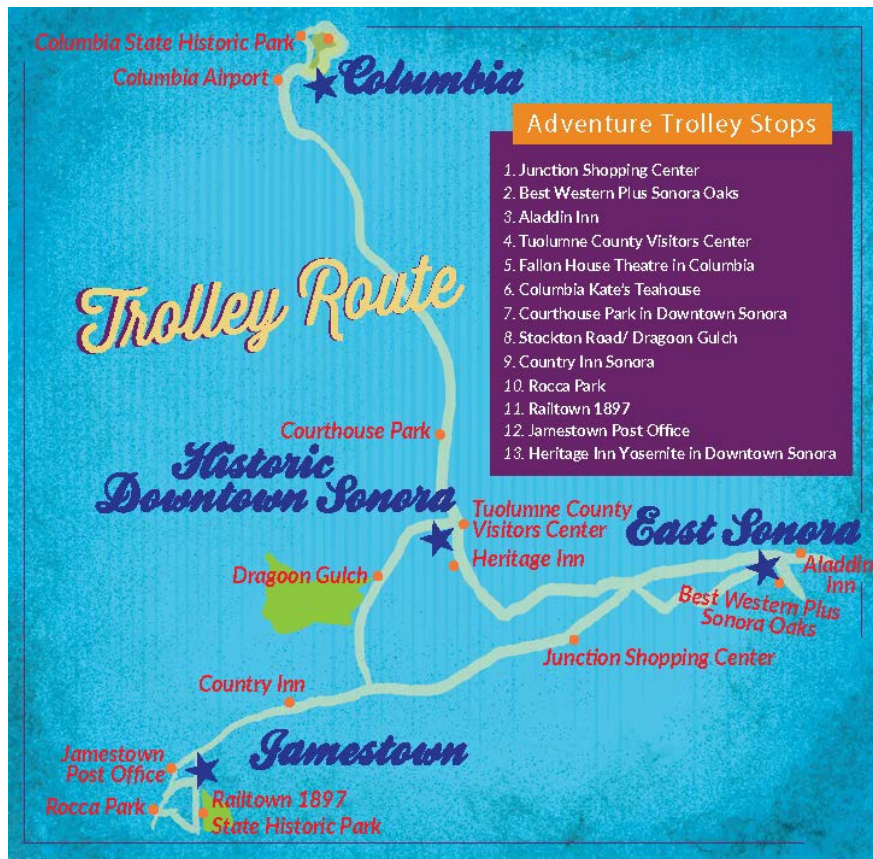 Columbia State Historic Park
Columbia Airport
Columbia
Adventure Trolley Stops
1. Junction Shopping Center
2. Best Western Plus Sonora Oaks
3. Aladdin Inn
4. Tuolumne County Visitors Center
5. Fallon House Theatre in Columbia
6. Columbia Kate's Teahouse
7. Courthouse Park in Downtown Sonora
8. Stockton Road/ Dragoon Gulch
9. Country Inn Sonora
10. Rocca Park
11. Railtown 1897
12. Jamestown Post Office
13. Heritage Inn Yosemite in Downtown Sonora
Trolley Route
Courthouse Park
Historic
Downtown Sonora
Tuolumne County
Visitors Center
Heritage Inn
East Sonora
Aladdin
Inn
Best Western Plus
Sonora Oaks
Dragoon Gulch
Junction Shopping Center
Country Inn
Jamestown
Jamestown
Post Office
Rocca Park
Railtown 1897
State Historic Park